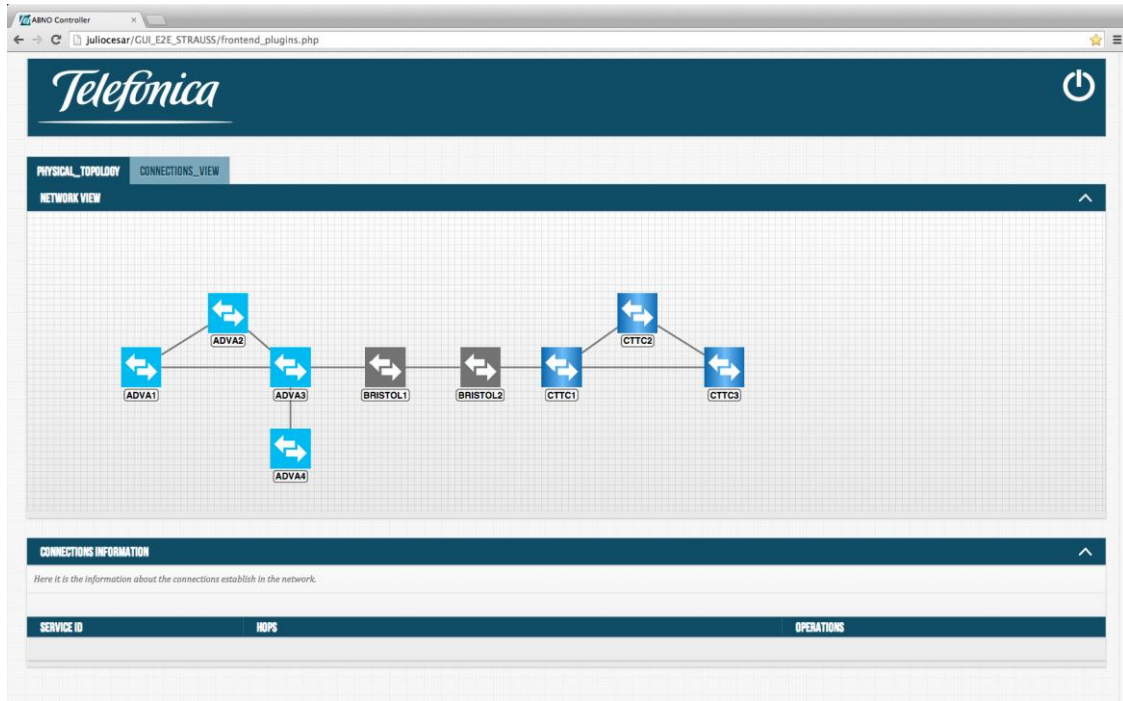 ABNO Controller
juliocesar/GUI_E2E_STRAUSS/frontend_plugins.php
Telefónica
PHYSICAL_TOPOLOGY CONNECTIONS_VIEW
NETWORK VIEW
ADVA2 CTTC2
ADVA1 ADVA3 BRISTOL1 BRISTOL2 CTTC1 CTTC3
ADVA4
CONNECTIONS INFORMATION
Here it is the information about the connections establish in the network.
SERVICE ID HOPS OPERATIONS